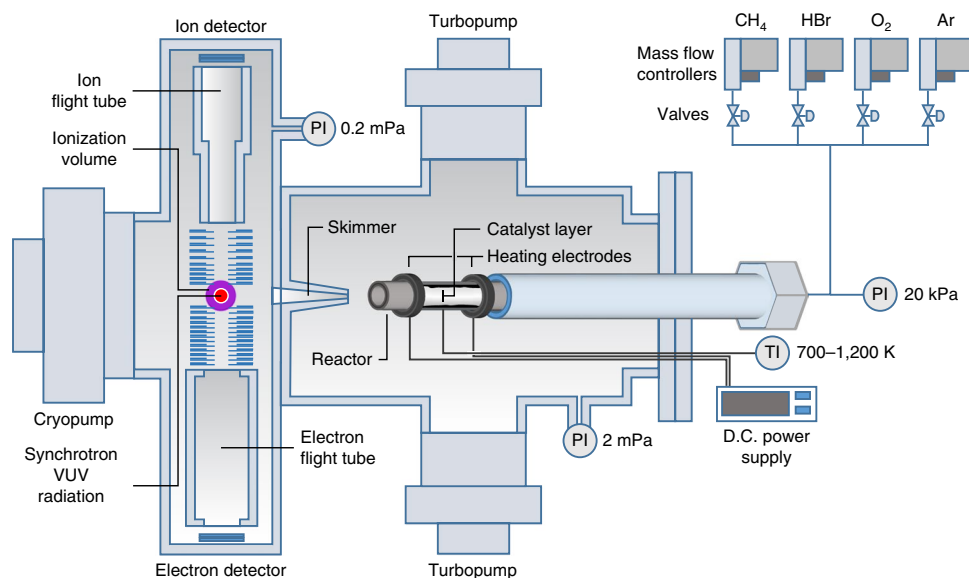 Ion detector
Turbopump
CH4
HBr
O2
Ar
Mass flow
controllers
Ion
flight tube
PI
0.2 mPa
Valves
D
D
D
D
Ionization
volume
Skimmer
Catalyst layer
Heating electrodes
PI
20 kPa
Reactor
TI
700–1,200 K
Cryopump
Synchrotron
VUV
radiation
Electron
flight tube
PI
2 mPa
D.C. power
supply
Electron detector
Turbopump